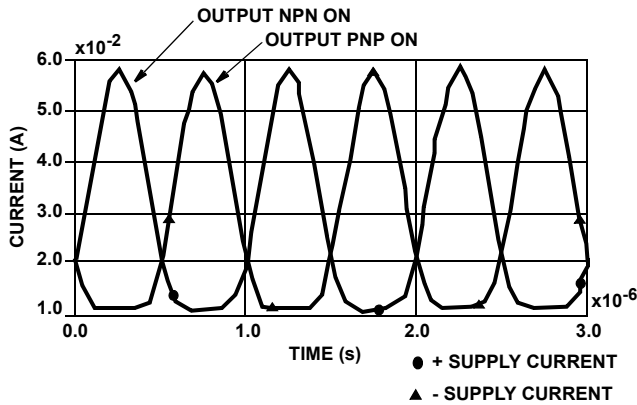 OUTPUT NPN ON
OUTPUT PNP ON
x10-2
6.0
5.0
4.0
3.0
2.0
1.0
CURRENT (A)
0.0 1.0 2.0 3.0
x10-6
TIME (s)
+ SUPPLY CURRENT
- SUPPLY CURRENT